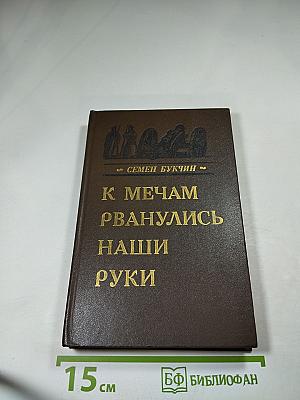 СЕМЕН БУКЧИН
К МЕЧАМ
РВАНУЛИСЬ
НАШИ
РУКИ
15 см
БФ БИБЛИОФАН